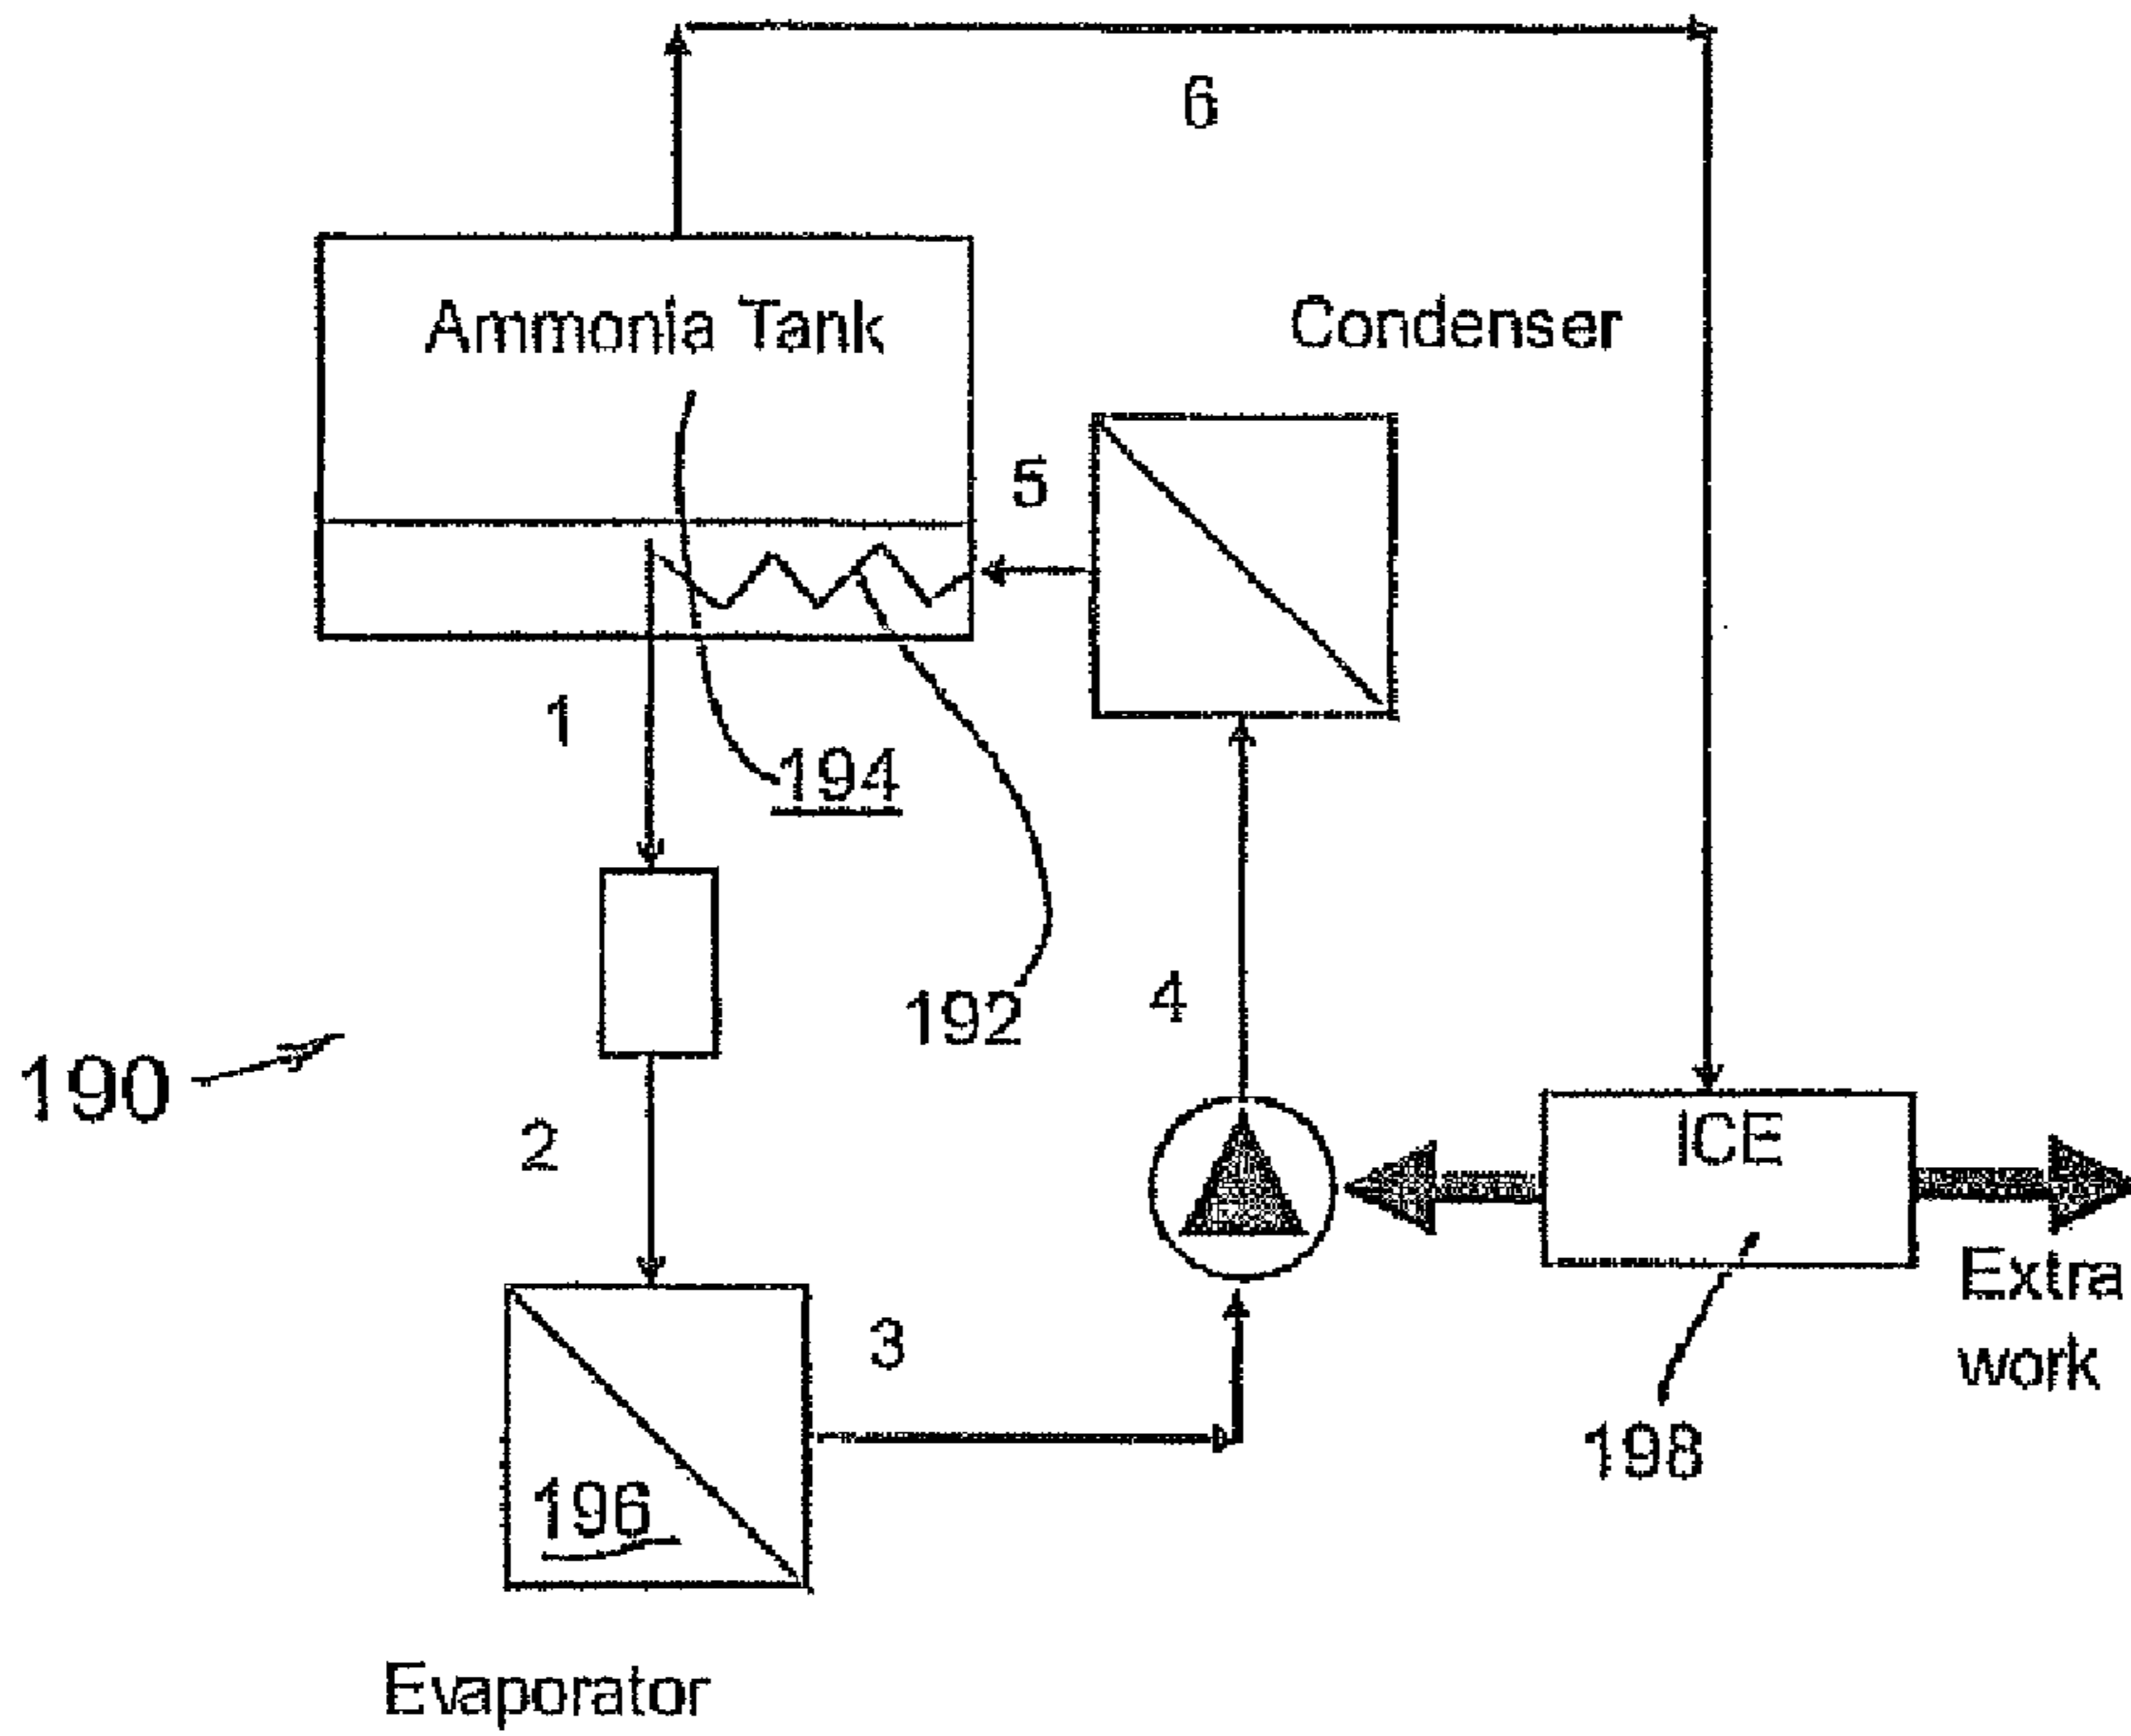 6
Ammonia Tank
Condenser
5
1
194
192
4
190
2
ICE
Extra
work
3
198
196
Evaporator